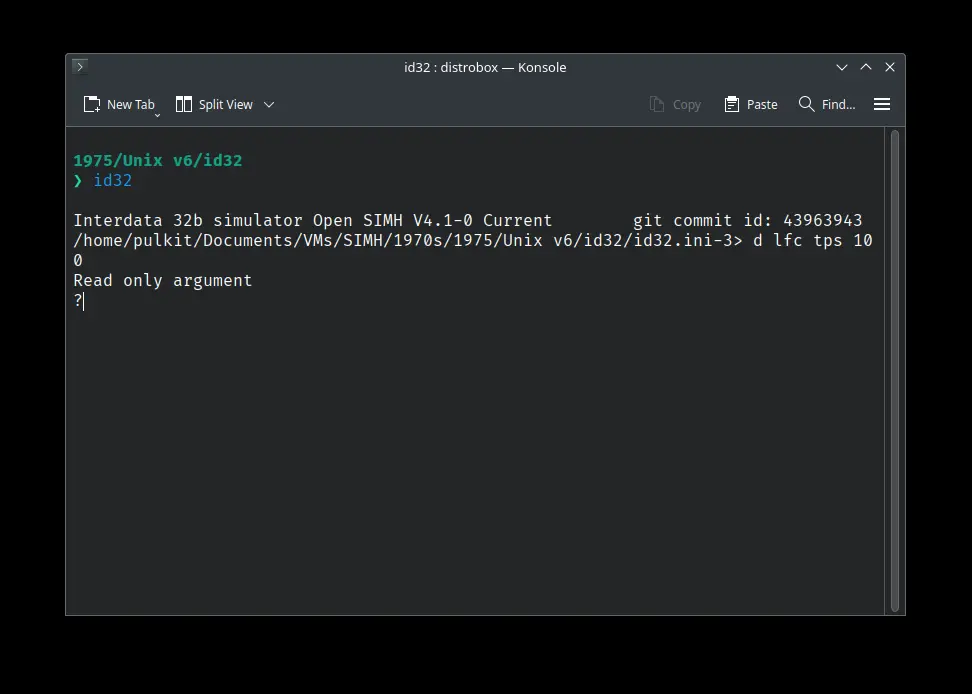 id32 : distrobox — Konsole
New Tab Split View Copy Paste Find...
1975/Unix v6/id32
❯ id32
Interdata 32b simulator Open SIMH V4.1-0 Current        git commit id: 43963943
/home/pulkit/Documents/VMs/SIMH/1970s/1975/Unix v6/id32/id32.ini-3> d lfc tps 10
0
Read only argument
?